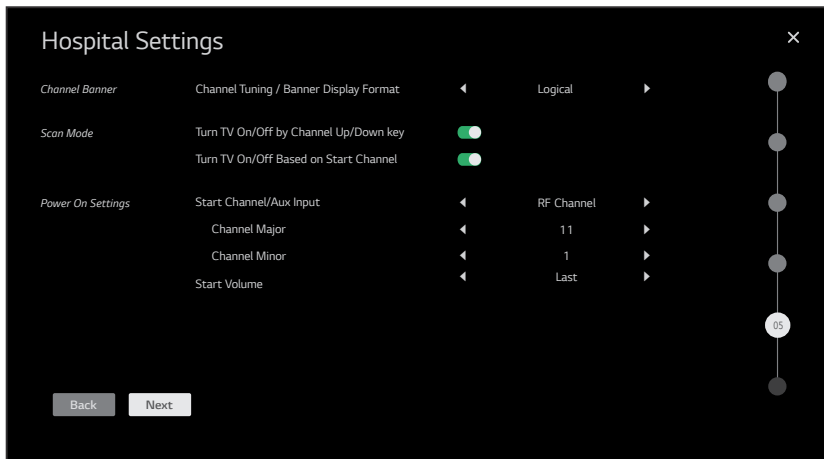 Hospital Settings
Channel Banner Channel Tuning / Banner Display Format Logical
Scan Mode Turn TV On/Off by Channel Up/Down key
Turn TV On/Off Based on Start Channel
Power On Settings Start Channel/Aux Input RF Channel
Channel Major 11
Channel Minor 1
Start Volume Last
05
Back Next